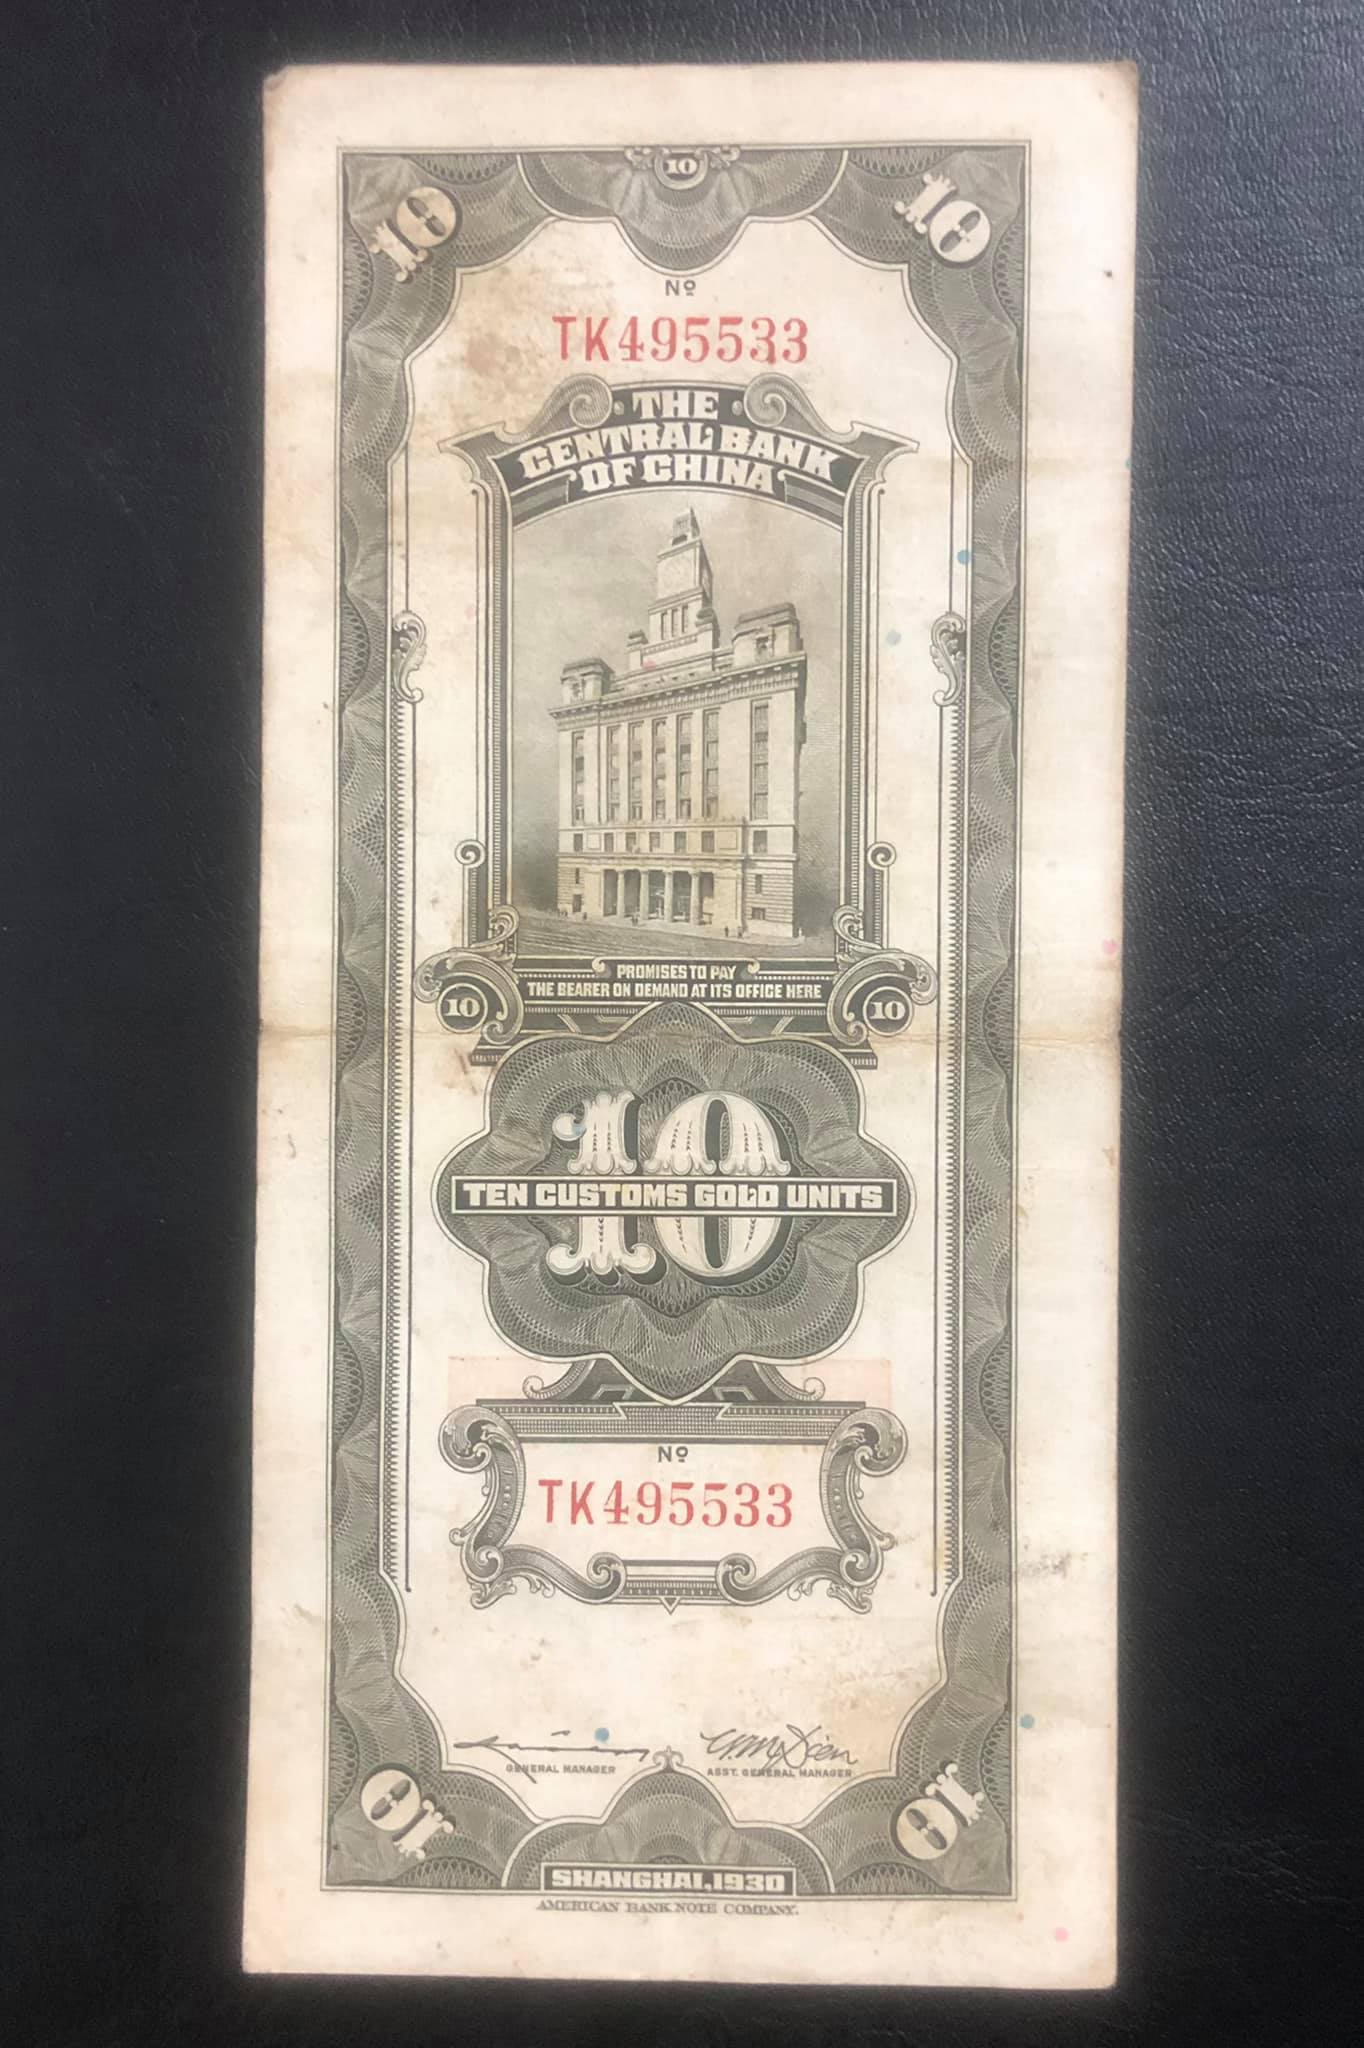 10
10 10
Nº
TK495533
THE
CENTRAL BANK
OF CHINA
PROMISES TO PAY
THE BEARER ON DEMAND AT ITS OFFICE HERE
10 10
10
TEN CUSTOMS GOLD UNITS
Nº
TK495533
GENERAL MANAGER ASST. GENERAL MANAGER
10 10
SHANGHAI, 1930
AMERICAN BANK NOTE COMPANY.